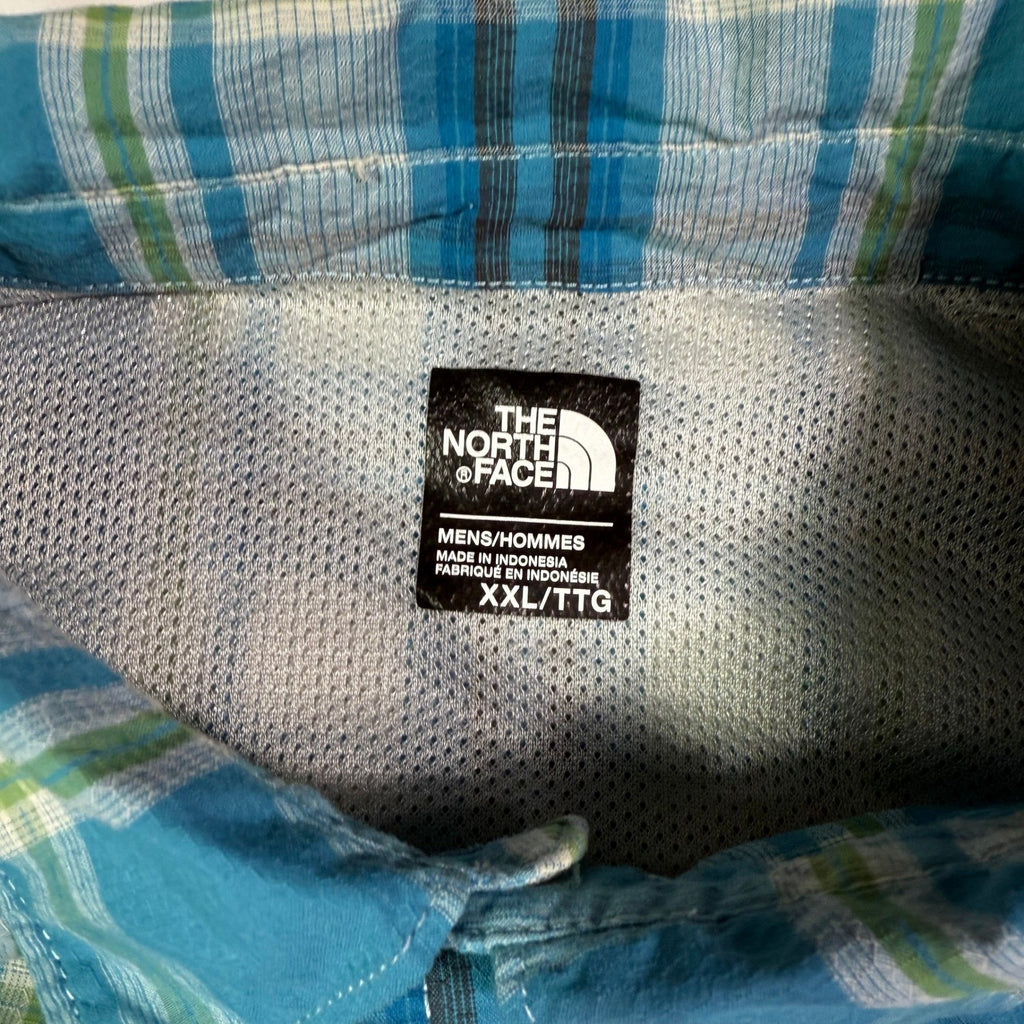 THE
NORTH
® FACE
MENS/HOMMES
MADE IN INDONESIA
FABRIQUÉ EN INDONÉSIE
XXL/TTG